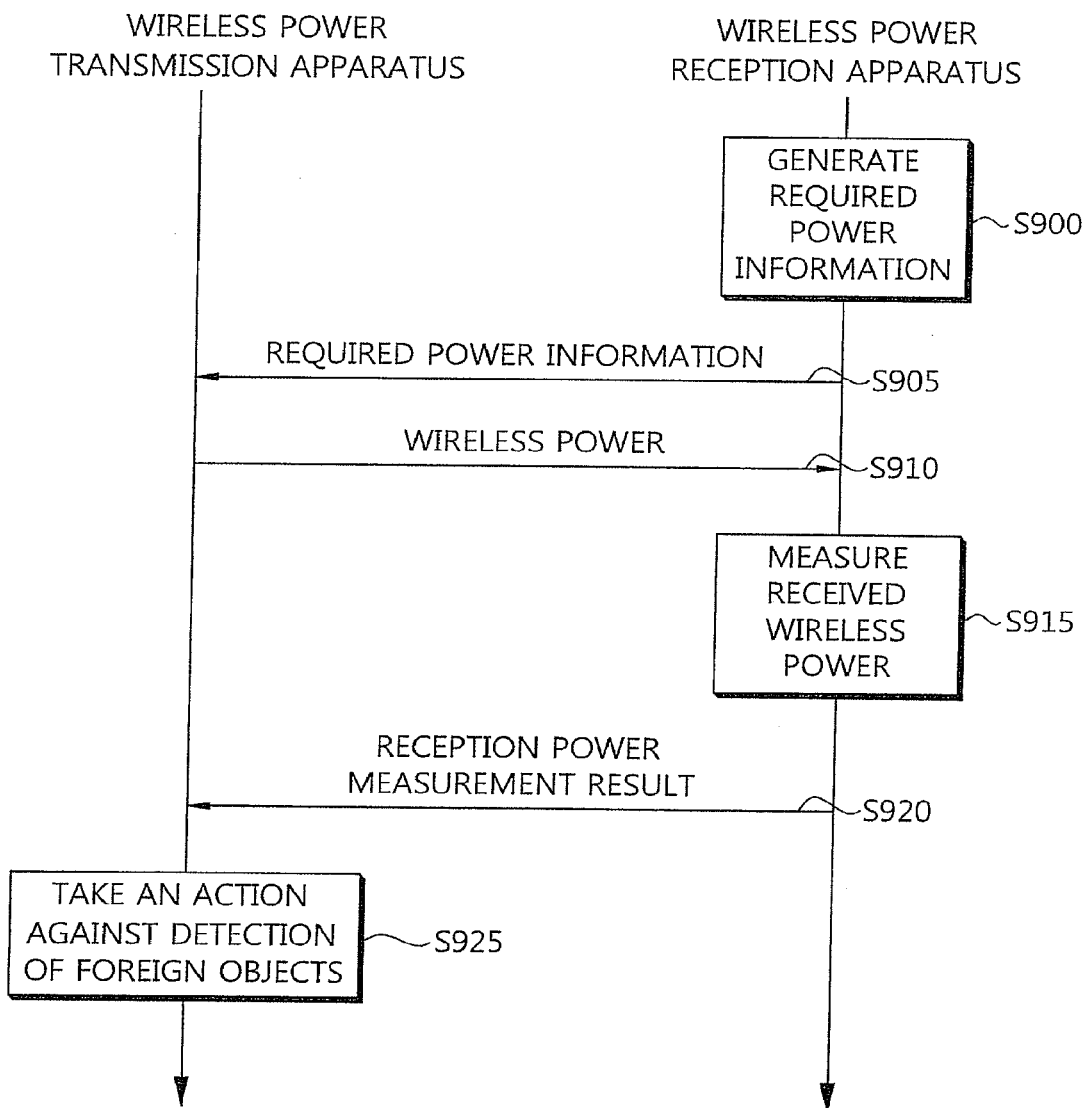 WIRELESS POWER
TRANSMISSION APPARATUS
WIRELESS POWER
RECEPTION APPARATUS
GENERATE
REQUIRED
POWER
INFORMATION
S900
REQUIRED POWER INFORMATION
S905
WIRELESS POWER
S910
MEASURE
RECEIVED
WIRELESS
POWER
S915
RECEPTION POWER
MEASUREMENT RESULT
S920
TAKE AN ACTION
AGAINST DETECTION
OF FOREIGN OBJECTS
S925